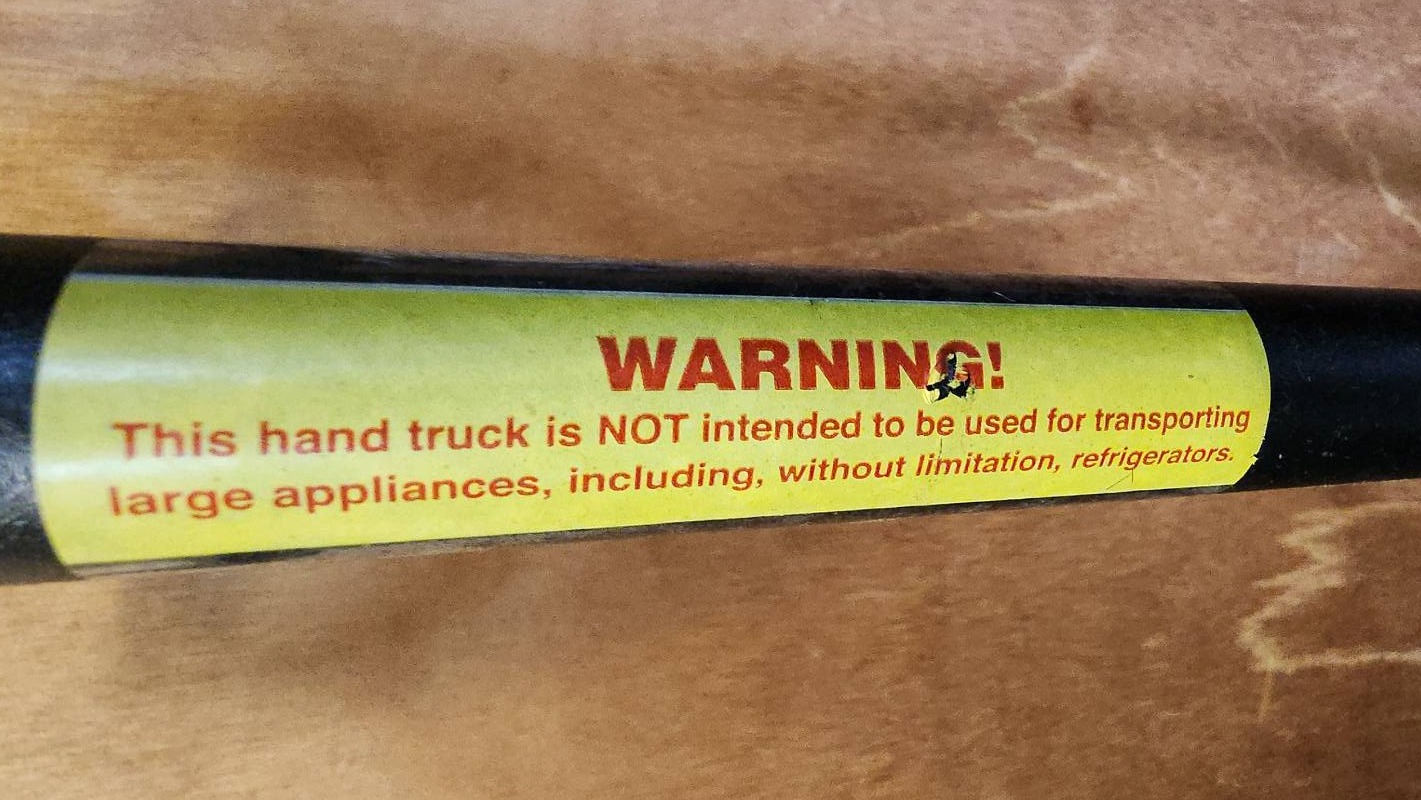 WARNING!
This hand truck is NOT intended to be used for transporting
large appliances, including, without limitation, refrigerators.